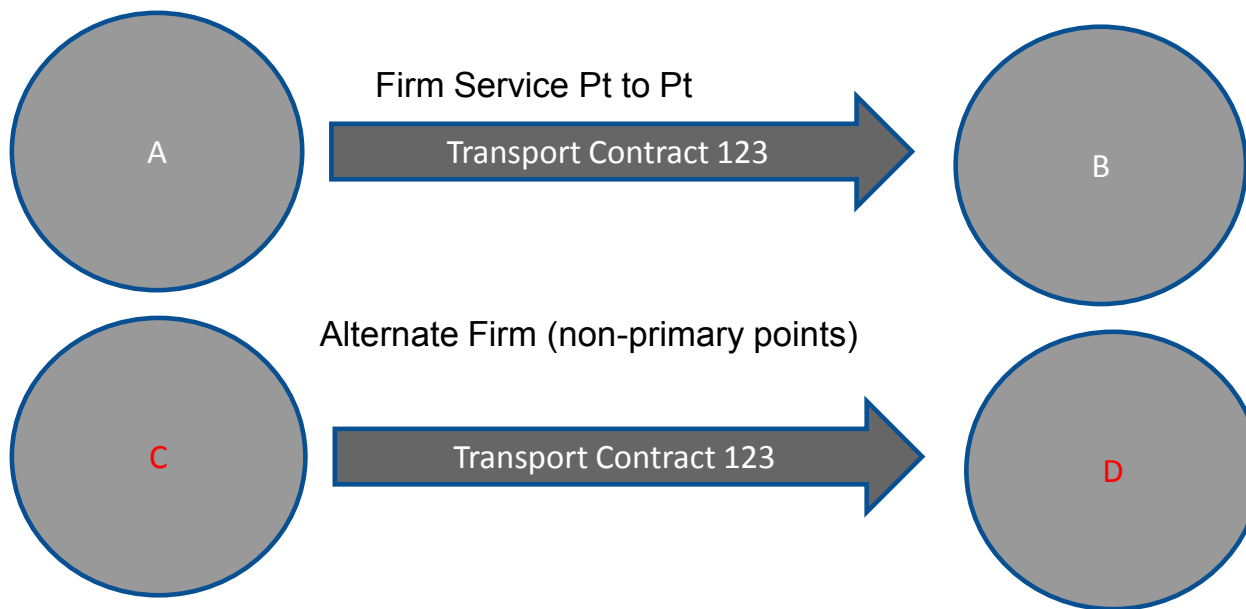 Firm Service Pt to Pt
A
Transport Contract 123
B
Alternate Firm (non-primary points)
C
Transport Contract 123
D